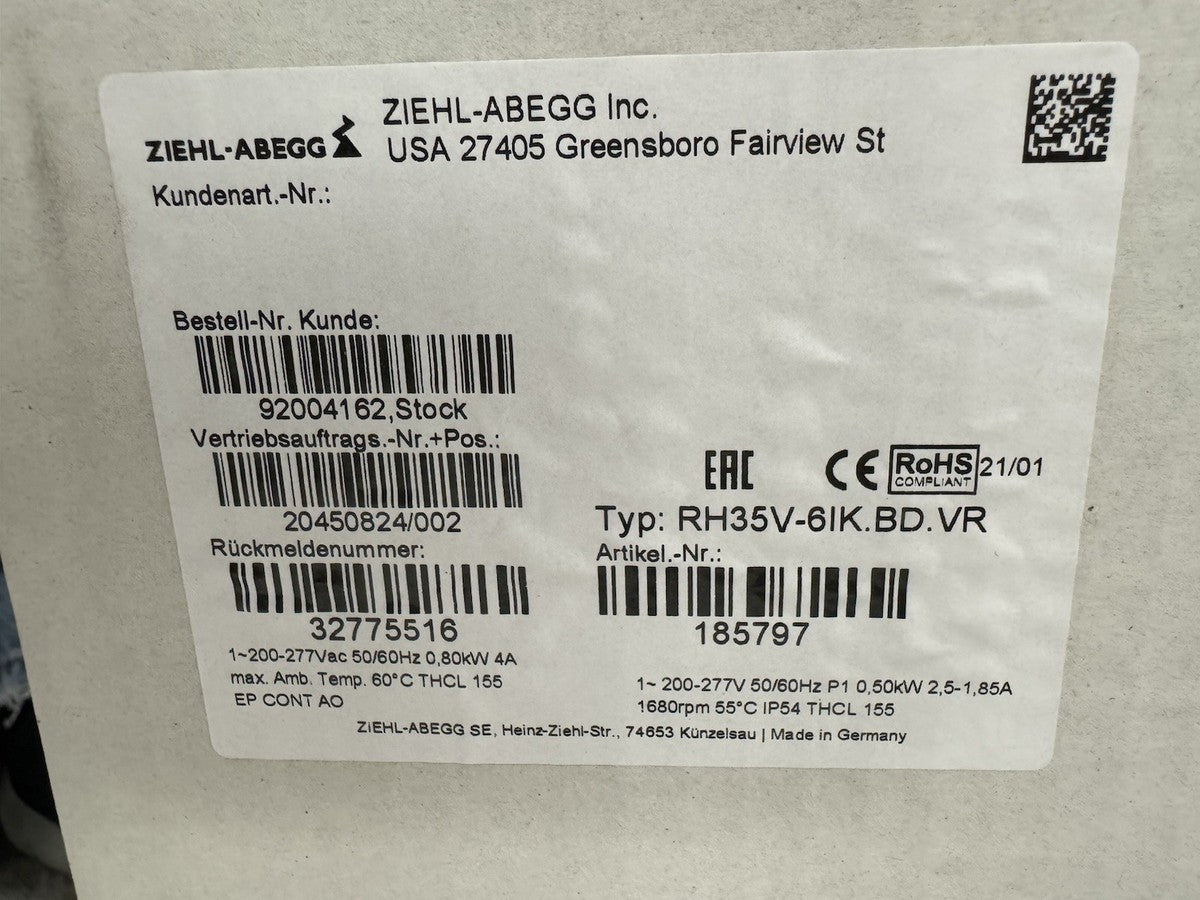 ZIEHL-ABEGG
ZIEHL-ABEGG Inc.
USA 27405 Greensboro Fairview St
Kundenart.-Nr.:
Bestell-Nr. Kunde:
92004162,Stock
Vertriebsauftrags.-Nr.+Pos.:
20450824/002
Rückmeldenummer:
32775516
1~200-277Vac 50/60Hz 0,80kW 4A
max. Amb. Temp. 60°C THCL 155
EP CONT AO
EAC CE RoHS COMPLIANT 21/01
Typ: RH35V-6IK.BD.VR
Artikel.-Nr.:
185797
1~ 200-277V 50/60Hz P1 0,50kW 2,5-1,85A
1680rpm 55°C IP54 THCL 155
ZIEHL-ABEGG SE, Heinz-Ziehl-Str., 74653 Künzelsau | Made in Germany